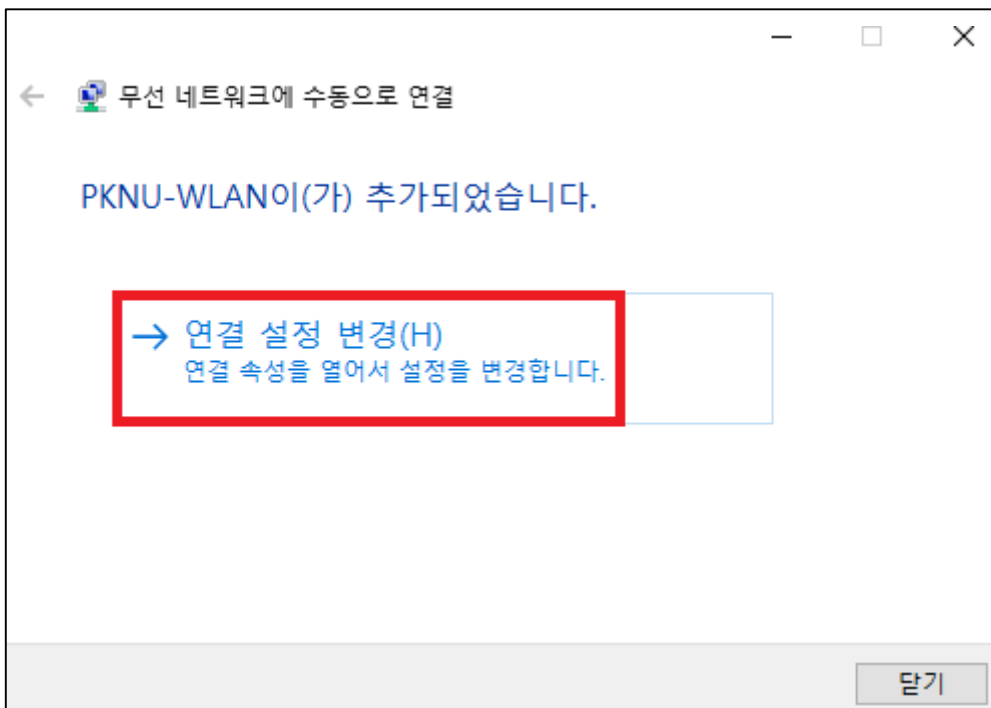 무선 네트워크에 수동으로 연결
PKNU-WLAN이(가) 추가되었습니다.
연결 설정 변경(H)
연결 속성을 열어서 설정을 변경합니다.
닫기